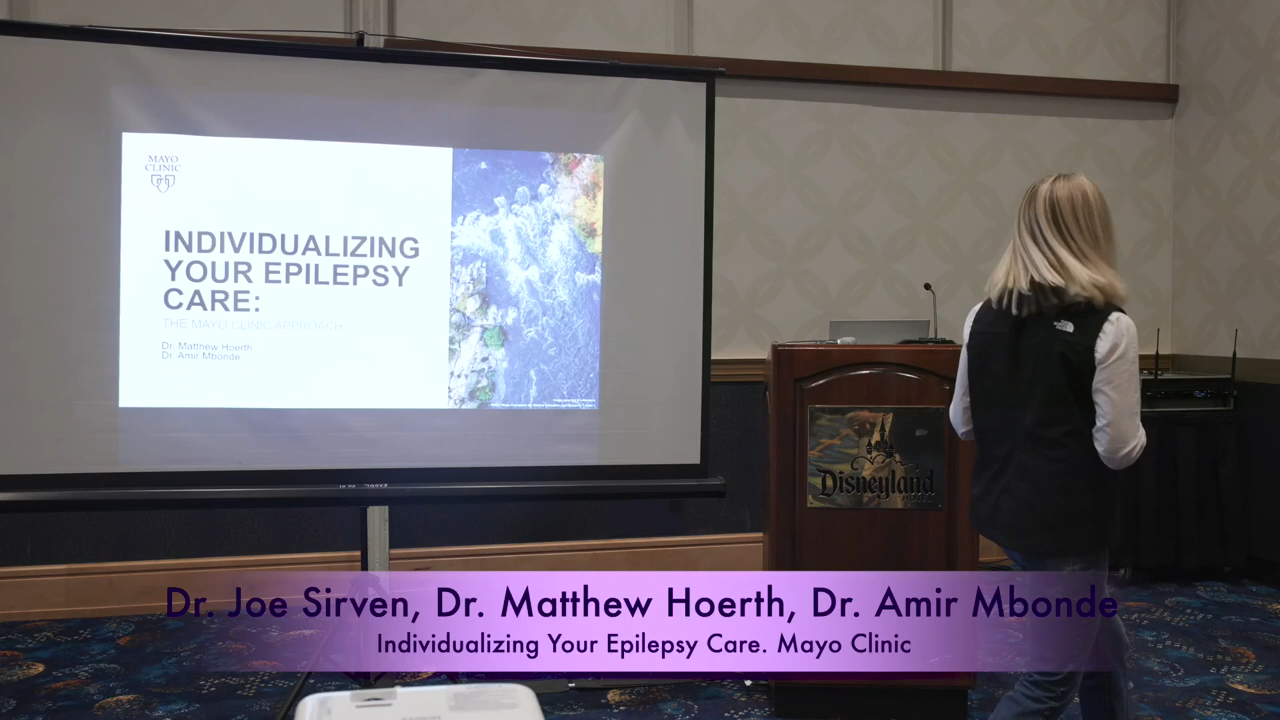 MAYO
CLINIC
INDIVIDUALIZING
YOUR EPILEPSY
CARE:
THE MAYO CLINIC APPROACH
Dr. Matthew Hoerth
Dr. Amir Mbonde
Disneyland
Dr. Joe Sirven, Dr. Matthew Hoerth, Dr. Amir Mbonde
Individualizing Your Epilepsy Care. Mayo Clinic